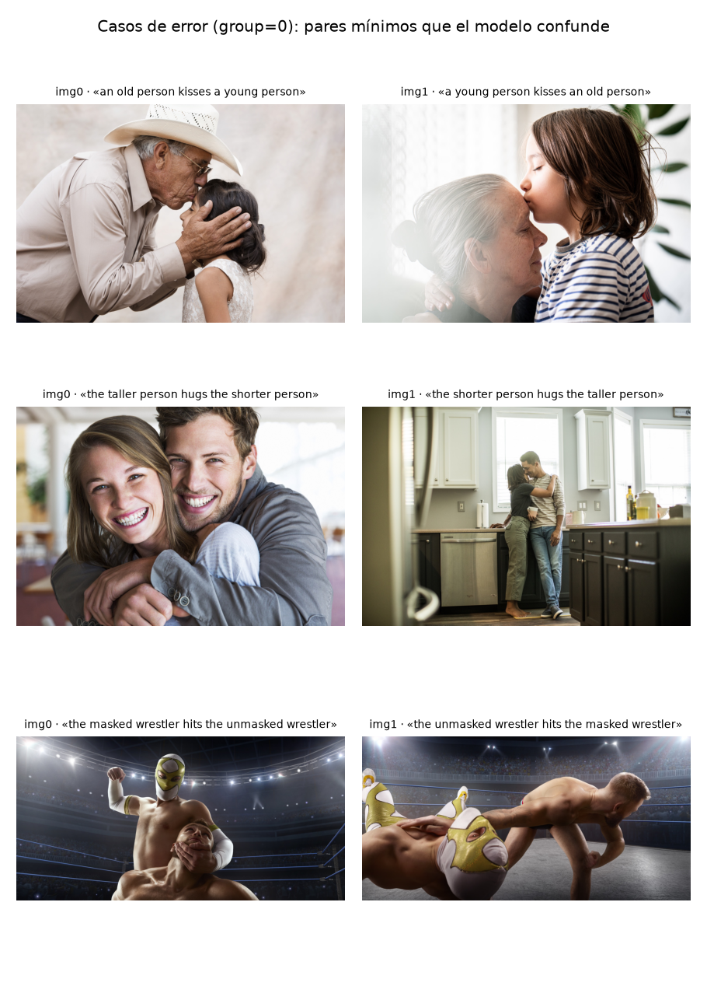 Casos de error (group=0): pares mínimos que el modelo confunde
img0 · «an old person kisses a young person»
img1 · «a young person kisses an old person»
img0 · «the taller person hugs the shorter person»
img1 · «the shorter person hugs the taller person»
img0 · «the masked wrestler hits the unmasked wrestler»
img1 · «the unmasked wrestler hits the masked wrestler»